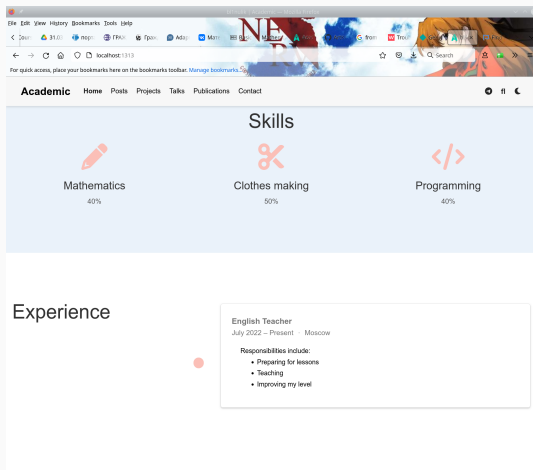 File Edit View History Bookmarks Tools Help
localhost:1313
Search
For quick access, place your bookmarks here on the bookmarks toolbar. Manage bookmarks...
Academic Home Posts Projects Talks Publications Contact
Skills
Mathematics Clothes making Programming
40% 50% 40%
Experience
English Teacher
July 2022 – Present · Moscow
Responsibilities include:
• Preparing for lessons
• Teaching
• Improving my level